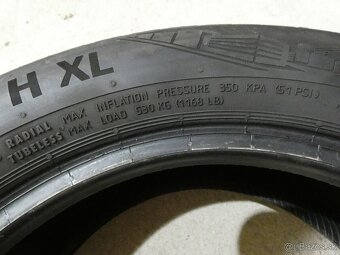 H XL
RADIAL MAX INFLATION PRESSURE 350 KPA (51 PSI)
TUBELESS MAX LOAD 530 KG (1168 LB)